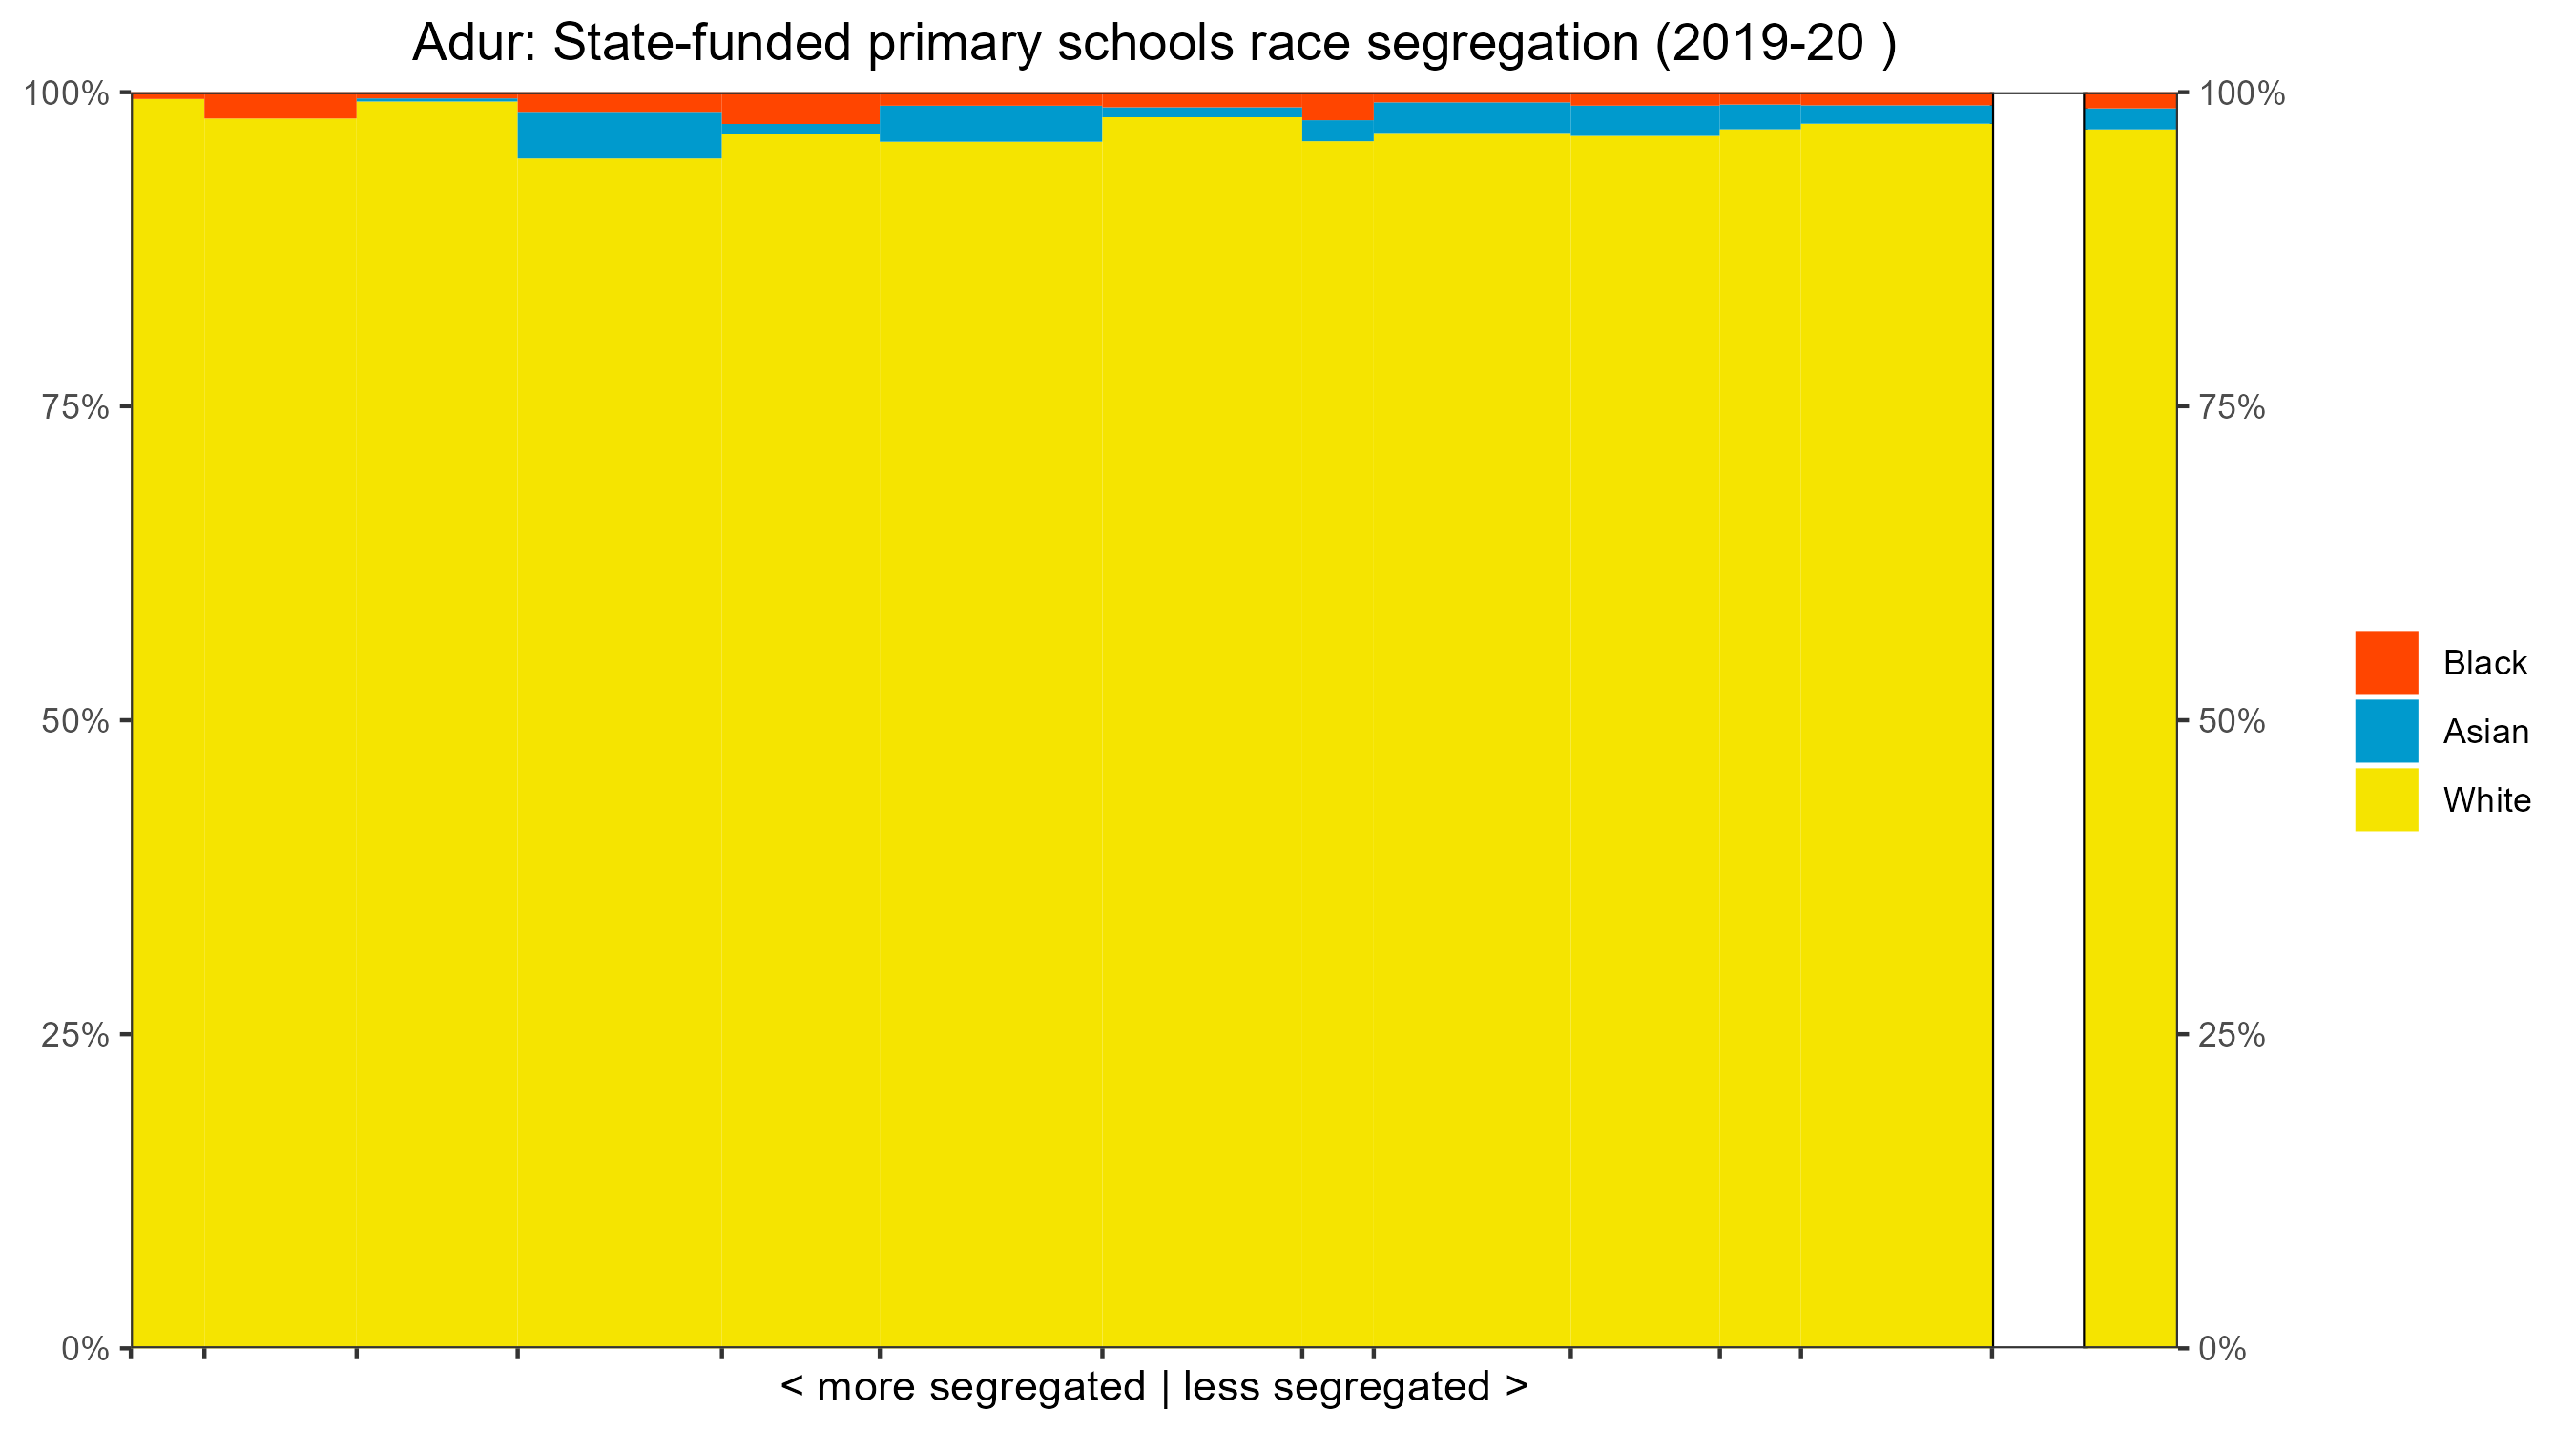 Adur: State-funded primary schools race segregation (2019-20 )
100%
75%
50%
25%
0%
100%
75%
50%
25%
0%
Black
Asian
White
< more segregated | less segregated >